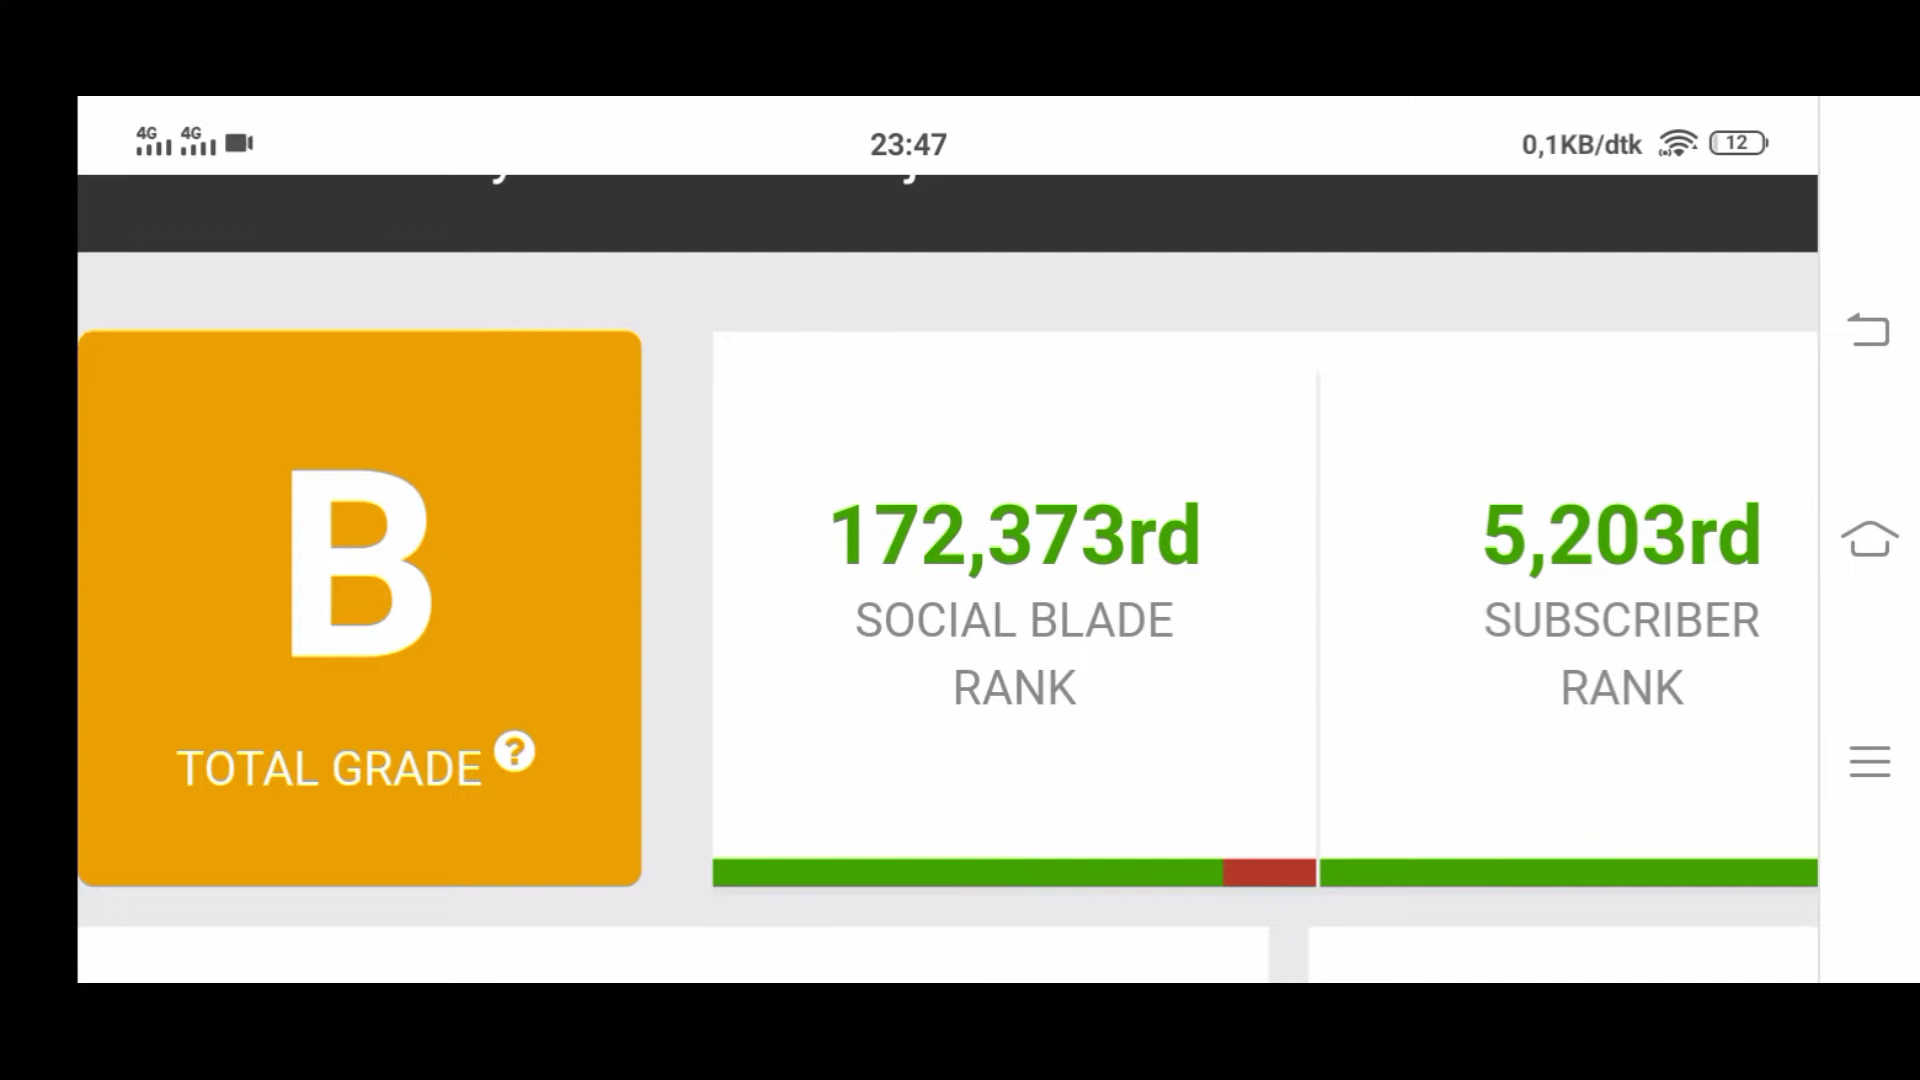 4G 4G 23:47 0,1KB/dtk 12
B
TOTAL GRADE ?
172,373rd
SOCIAL BLADE
RANK
5,203rd
SUBSCRIBER
RANK